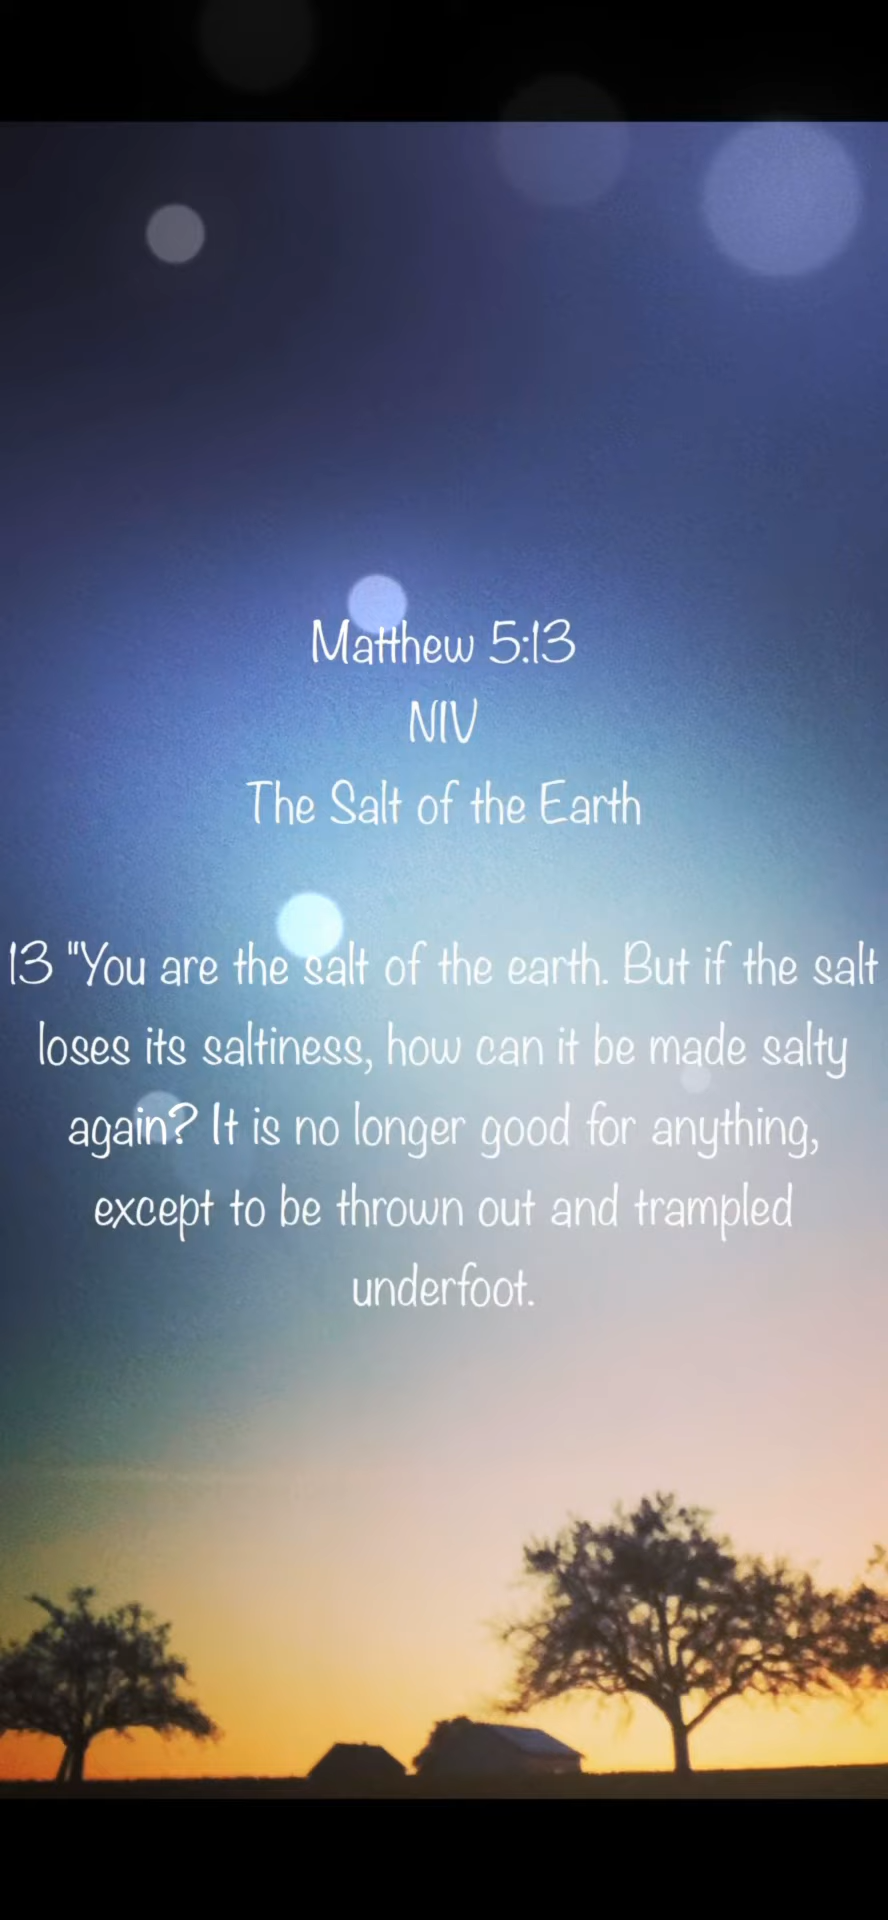 Matthew 5:13
NIV
The Salt of the Earth
13 "You are the salt of the earth. But if the salt
loses its saltiness, how can it be made salty
again? It is no longer good for anything,
except to be thrown out and trampled
underfoot.